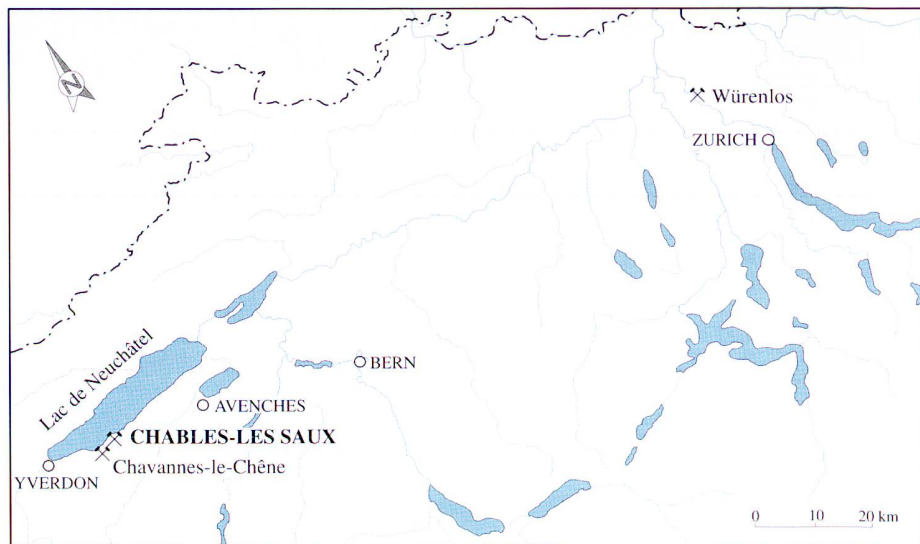 N
Würenlos
ZURICH
Lac de Neuchâtel
BERN
AVENCHES
CHABLES-LES SAUX
Chavannes-le-Chêne
YVERDON
0 10 20 km